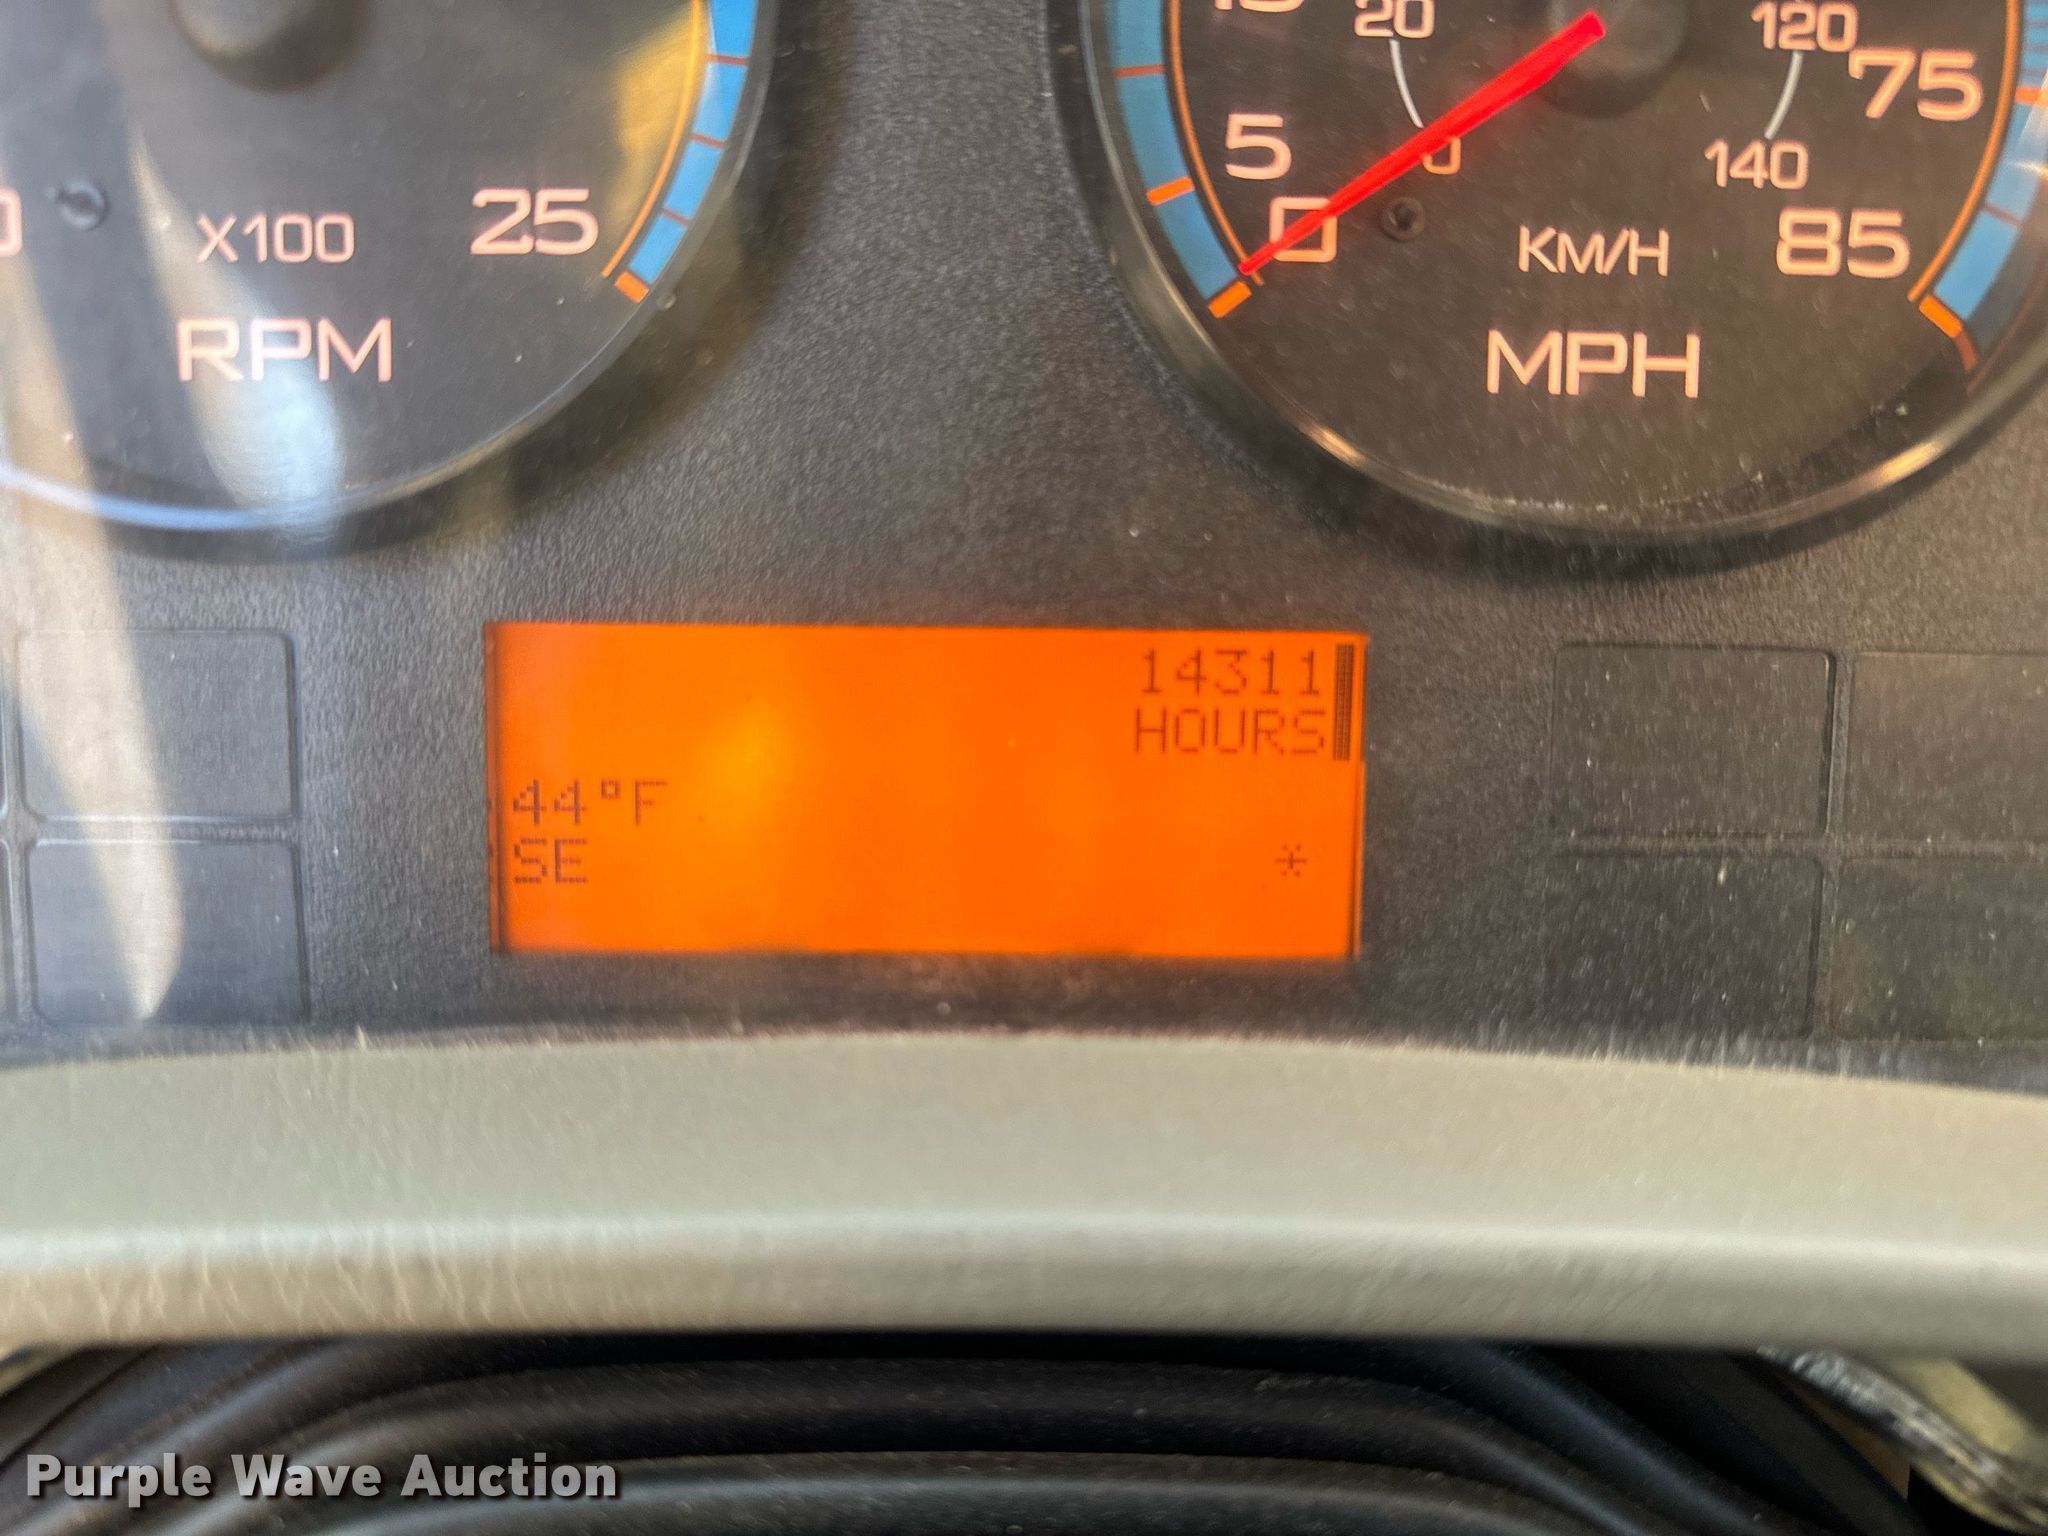 15
20
120
75
5
0
140
0
X100
25
KM/H
85
RPM
MPH
14311
HOURS
44°F
SE *
Purple Wave Auction